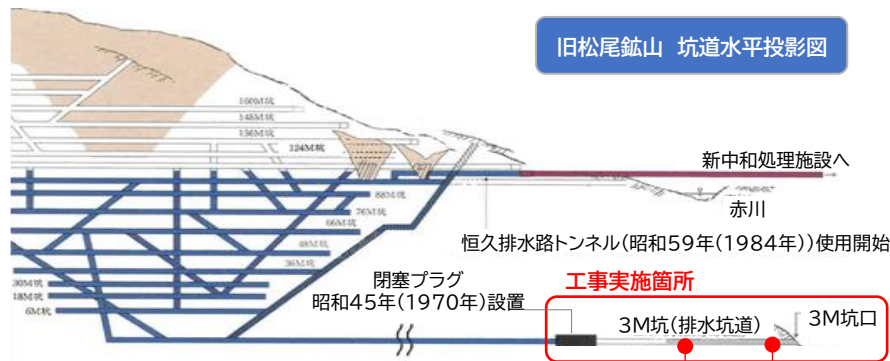 旧松尾鉱山 坑道水平投影図
160M坑
148M坑
136M坑
124M坑
新中和処理施設へ
88M坑
赤川
76M坑
66M坑
恒久排水路トンネル(昭和59年(1984年))使用開始
48M坑
36M坑
閉塞プラグ
昭和45年(1970年)設置
工事実施箇所
30M坑
18M坑
6M坑
3M坑(排水坑道)
3M坑口